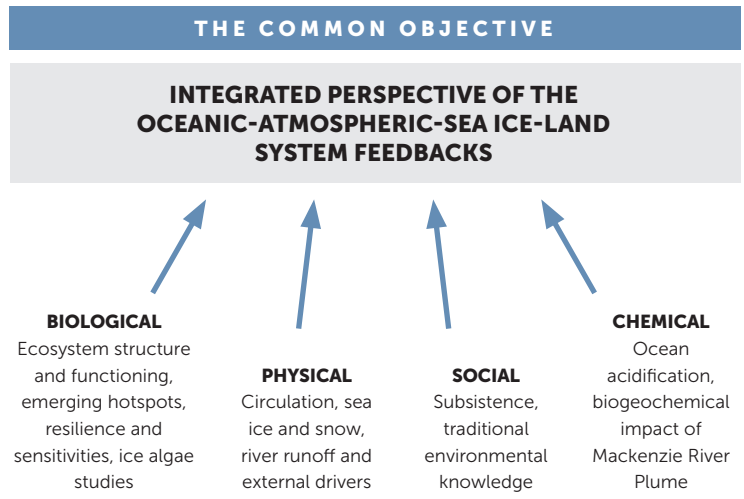 THE COMMON OBJECTIVE
INTEGRATED PERSPECTIVE OF THE
OCEANIC-ATMOSPHERIC-SEA ICE-LAND
SYSTEM FEEDBACKS
BIOLOGICAL
Ecosystem structure
and functioning,
emerging hotspots,
resilience and
sensitivities, ice algae
studies
PHYSICAL
Circulation, sea
ice and snow,
river runoff and
external drivers
SOCIAL
Subsistence,
traditional
environmental
knowledge
CHEMICAL
Ocean
acidification,
biogeochemical
impact of
Mackenzie River
Plume